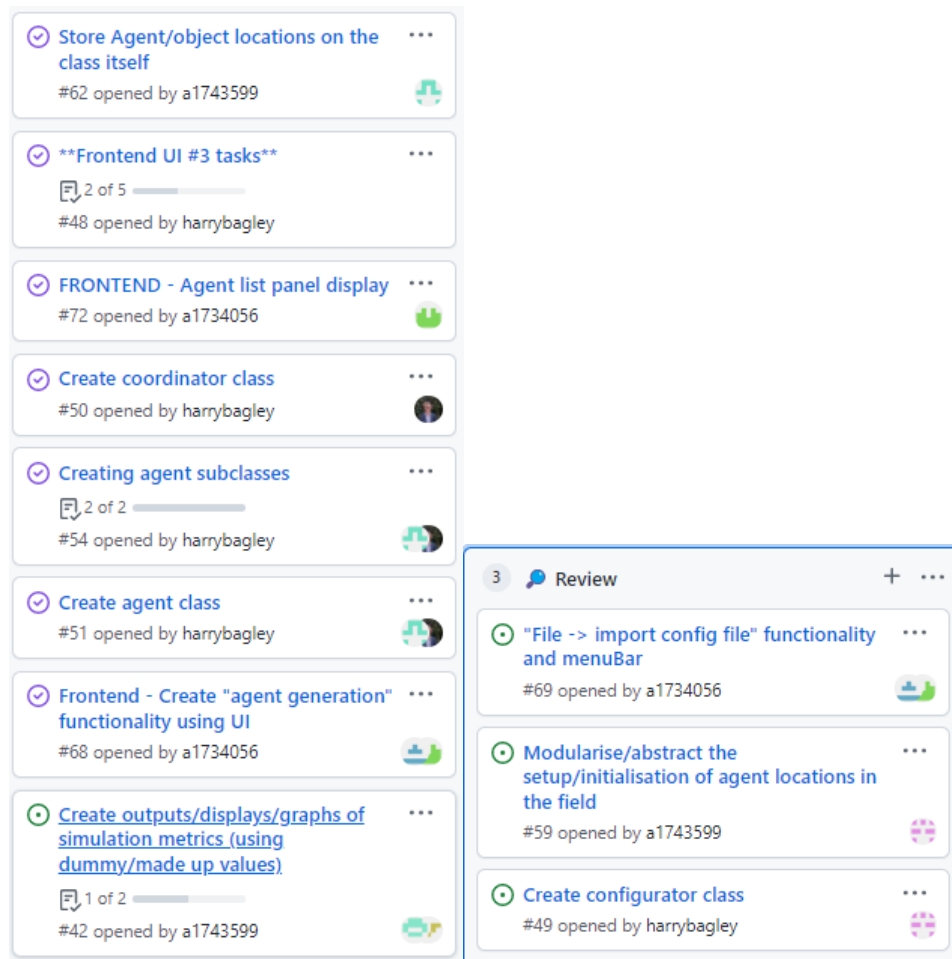 Store Agent/object locations on the
class itself
#62 opened by a1743599
**Frontend UI #3 tasks**
2 of 5
#48 opened by harrybagley
FRONTEND - Agent list panel display
#72 opened by a1734056
Create coordinator class
#50 opened by harrybagley
Creating agent subclasses
2 of 2
#54 opened by harrybagley
Create agent class
#51 opened by harrybagley
Frontend - Create "agent generation"
functionality using UI
#68 opened by a1734056
Create outputs/displays/graphs of
simulation metrics (using
dummy/made up values)
1 of 2
#42 opened by a1743599
3 Review
"File -> import config file" functionality
and menuBar
#69 opened by a1734056
Modularise/abstract the
setup/initialisation of agent locations in
the field
#59 opened by a1743599
Create configurator class
#49 opened by harrybagley